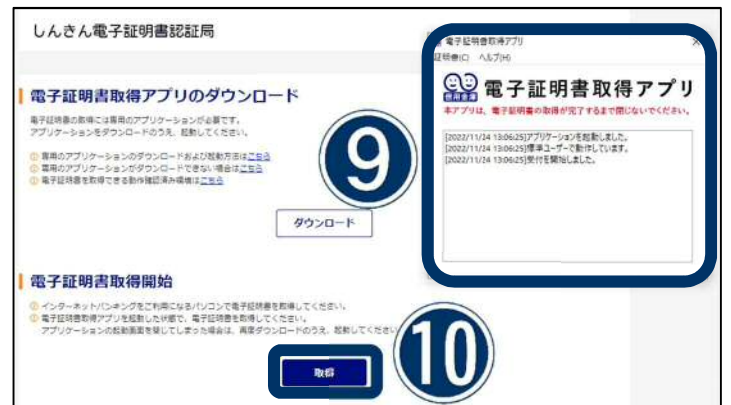 しんきん電子証明書認証局
電子証明書取得アプリのダウンロード
電子証明書の取得には専用のアプリケーションが必要です。
アプリケーションをダウンロードのうえ、起動してください。
専用のアプリケーションのダウンロードおよび起動方法はこちら
専用のアプリケーションがダウンロードできない場合はこちら
電子証明書を取得できる動作確認済み環境はこちら
ダウンロード
9
電子証明書取得アプリ
証明書(C) ヘルプ(H)
信用金庫
電子証明書取得アプリ
本アプリは、電子証明書の取得が完了するまで閉じないでください。
[2022/11/24 13:06:25]アプリケーションを起動しました。
[2022/11/24 13:06:25]標準ユーザーで動作しています。
[2022/11/24 13:06:25]受付を開始しました。
電子証明書取得開始
インターネットバンキングをご利用になるパソコンで電子証明書を取得してください。
電子証明書取得アプリを起動した状態で、電子証明書を取得してください。
アプリケーションの起動画面を閉じてしまった場合は、再度ダウンロードのうえ、起動してください
取得
10